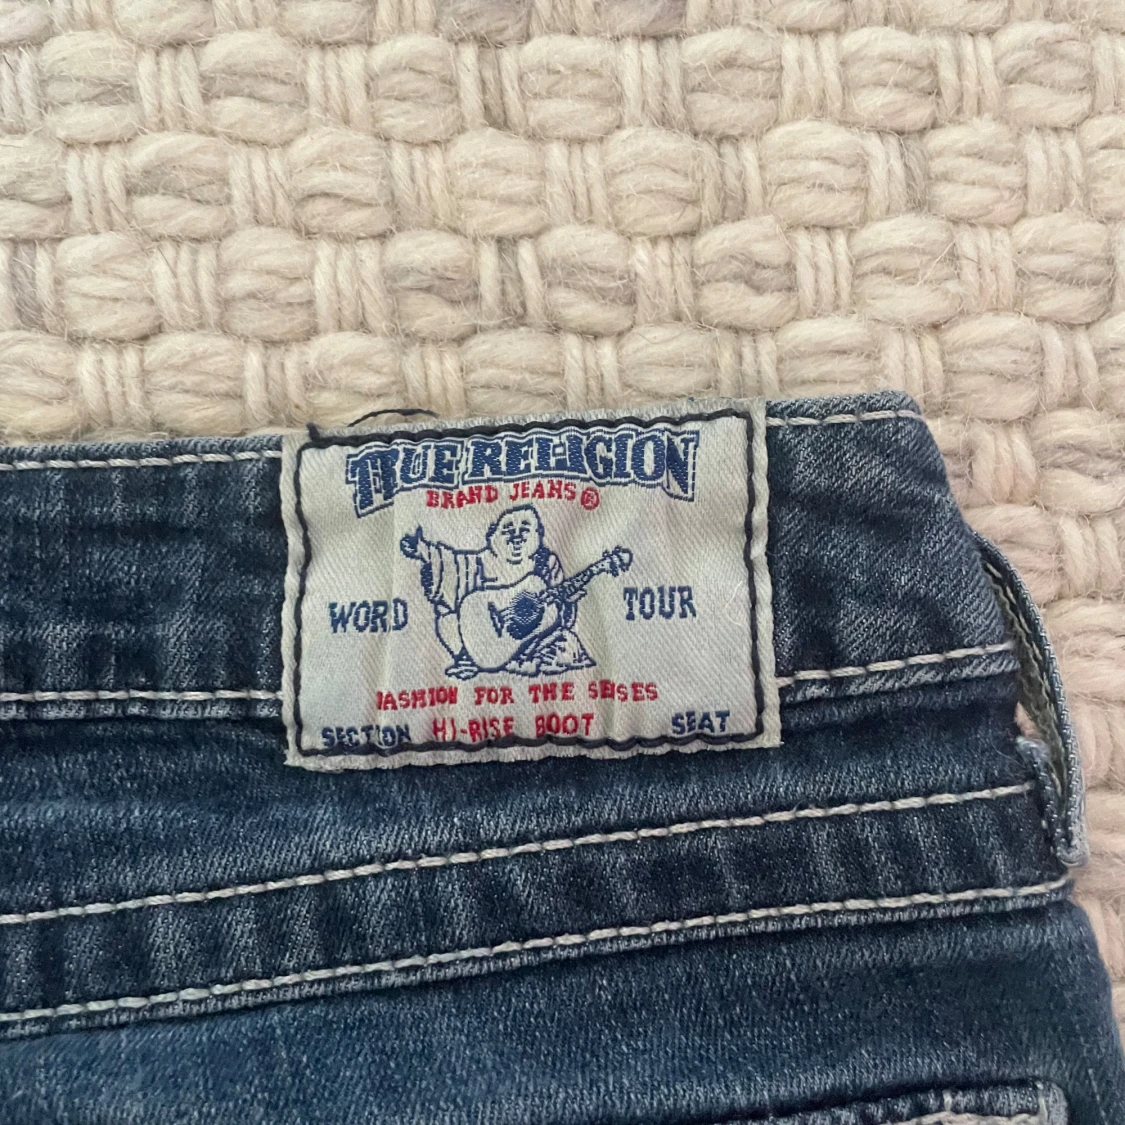 TRUE RELIGION
BRAND JEANS®
WORD TOUR
FASHION FOR THE SENSES
SECTION HI-RISE BOOT SEAT